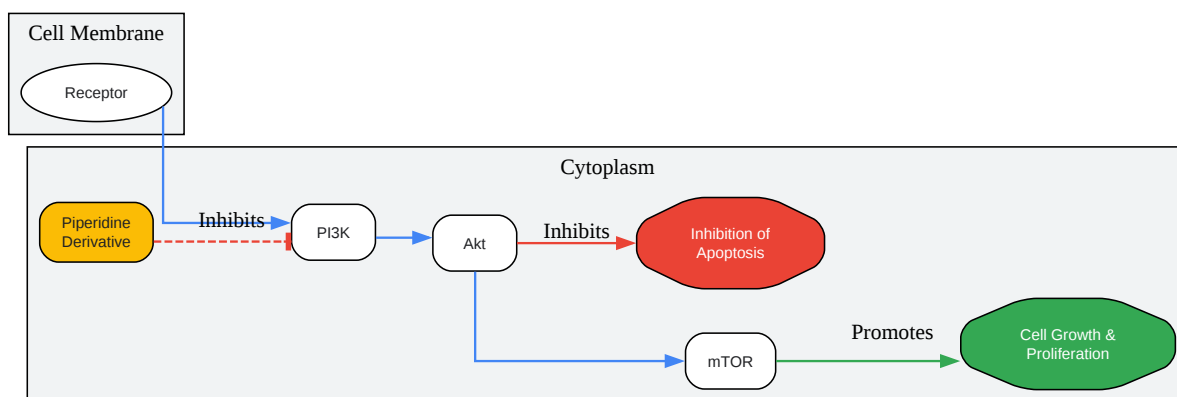 Cell Membrane
Receptor
Cytoplasm
Piperidine
Derivative
Inhibits
PI3K
Akt
Inhibits
Inhibition of
Apoptosis
mTOR
Promotes
Cell Growth &
Proliferation